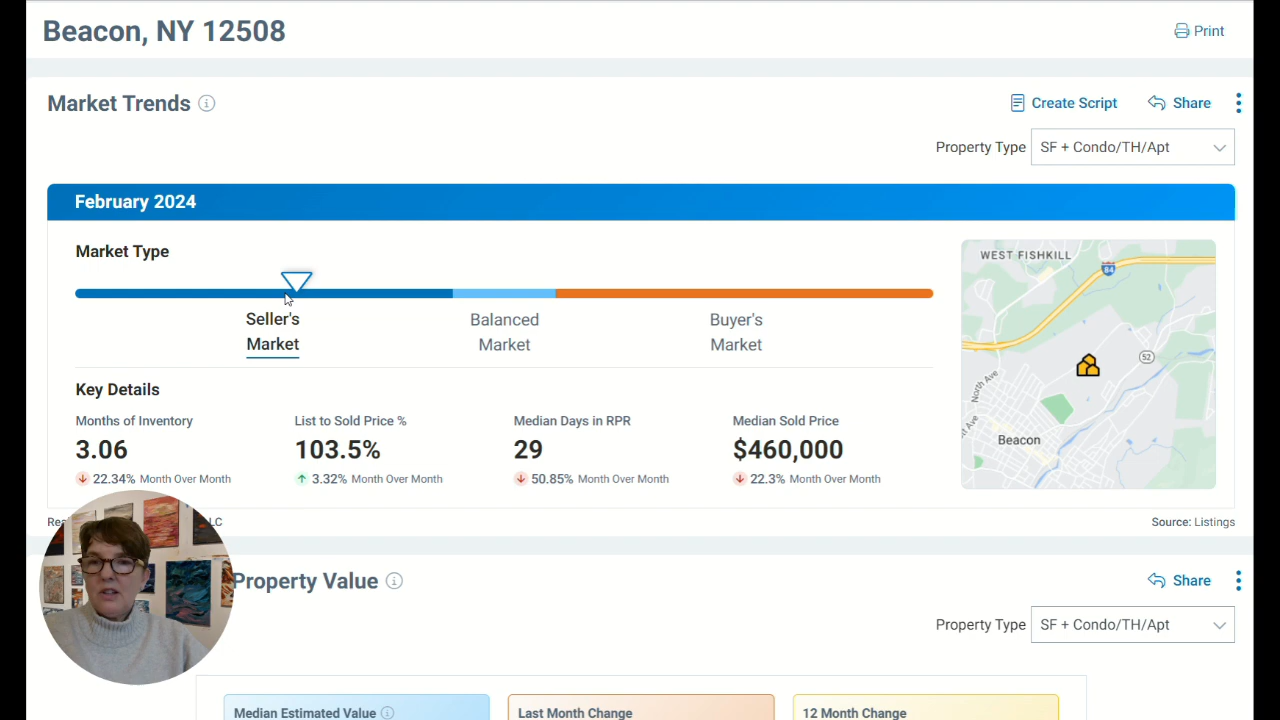 Beacon, NY 12508
Print
Market Trends
Create Script
Share
Property Type
SF + Condo/TH/Apt
February 2024
Market Type
Seller's
Market
Balanced
Market
Buyer's
Market
WEST FISHKILL
84
52
North Ave
Beacon
Key Details
Months of Inventory
3.06
22.34% Month Over Month
List to Sold Price %
103.5%
3.32% Month Over Month
Median Days in RPR
29
50.85% Month Over Month
Median Sold Price
$460,000
22.3% Month Over Month
LC
Source: Listings
Property Value
Share
Property Type
SF + Condo/TH/Apt
Median Estimated Value
Last Month Change
12 Month Change